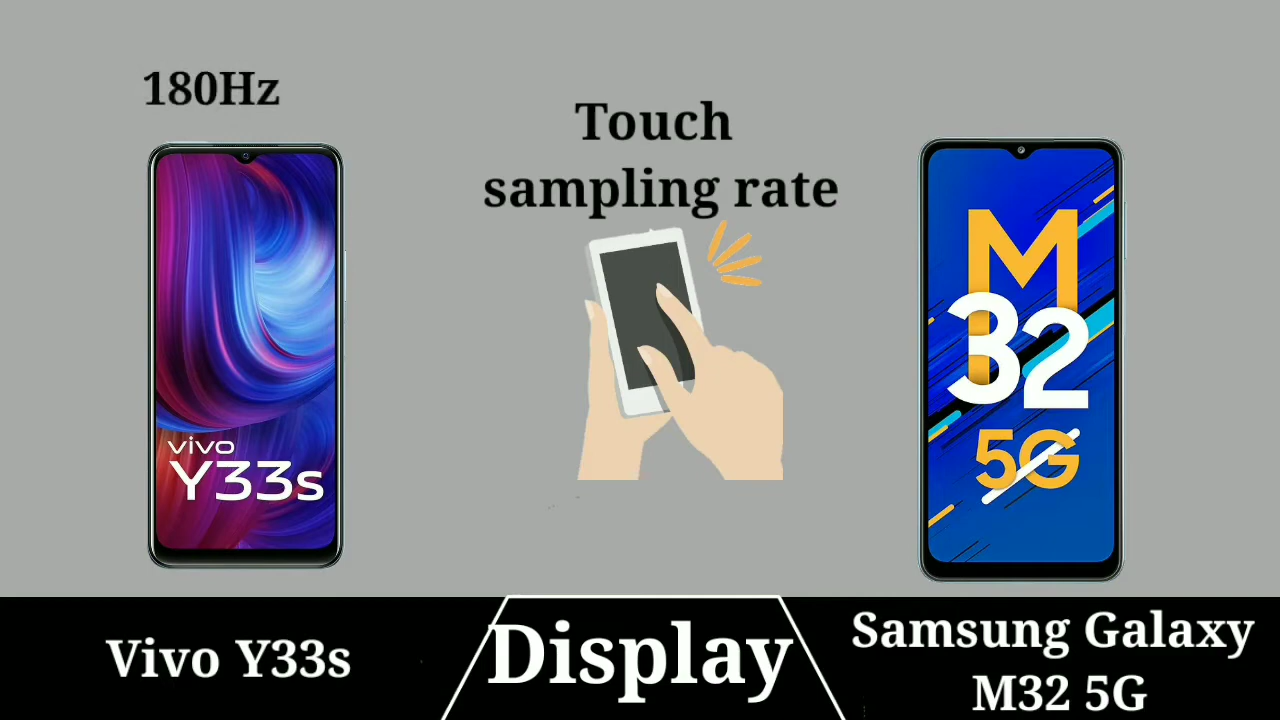 180Hz
Touch
sampling rate
vivo
Y33s
M
32
5G
Vivo Y33s
Display
Samsung Galaxy
M32 5G